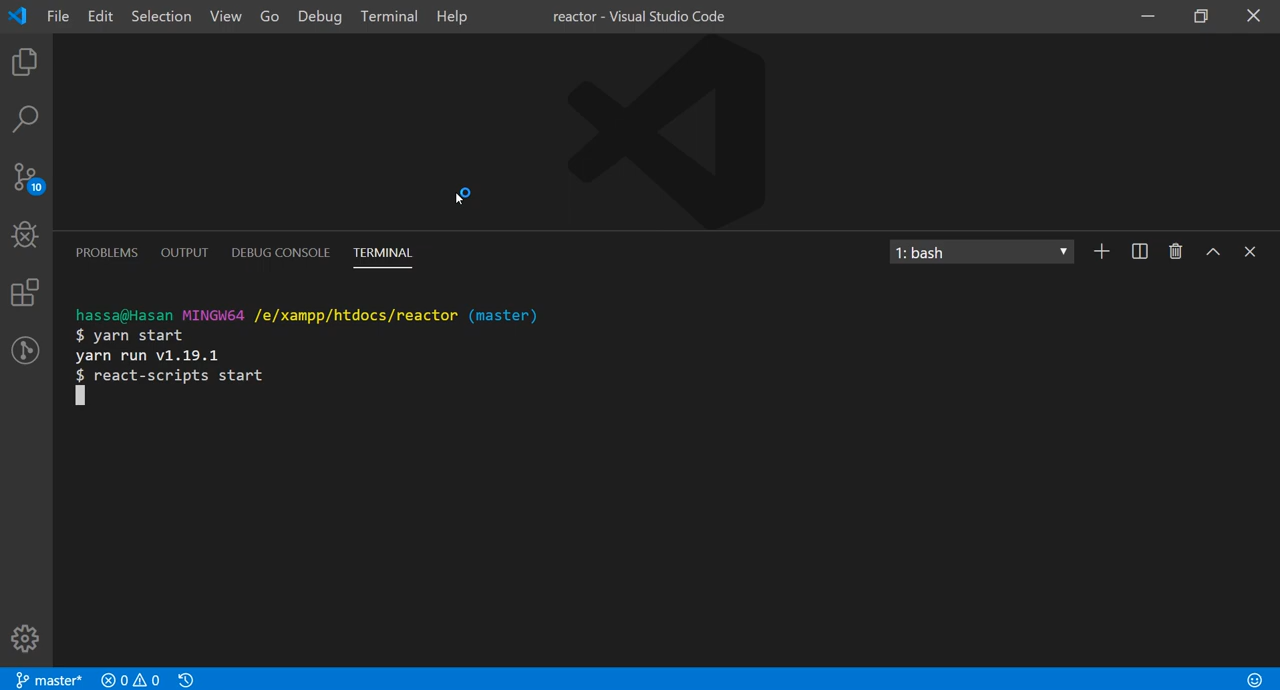 File Edit Selection View Go Debug Terminal Help reactor - Visual Studio Code
10
PROBLEMS OUTPUT DEBUG CONSOLE TERMINAL 1: bash
hassa@Hasan MINGW64 /e/xampp/htdocs/reactor (master)
$ yarn start
yarn run v1.19.1
$ react-scripts start
master* 0 0